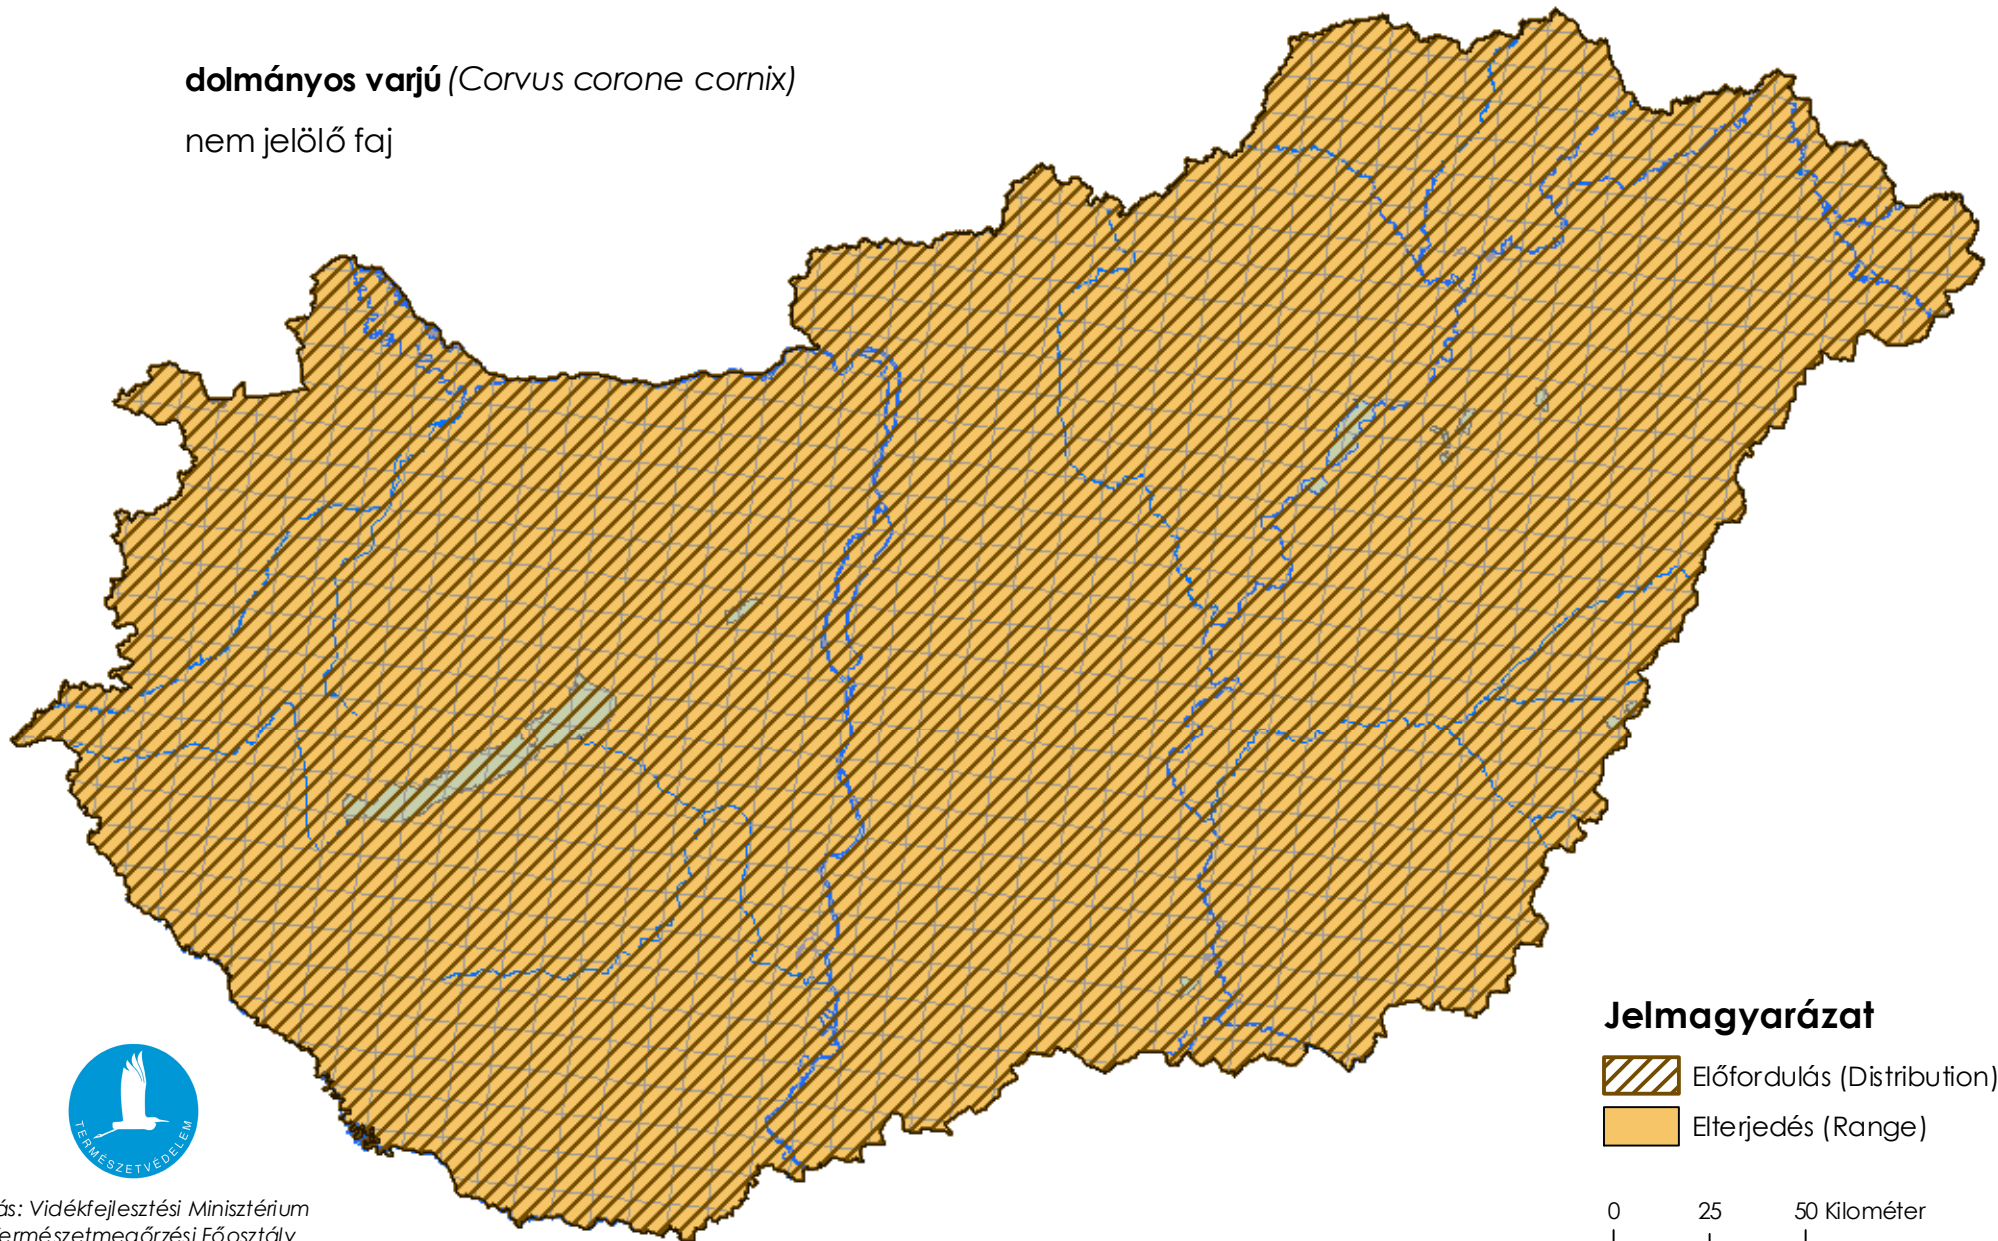 dolmányos varjú (Corvus corone cornix)
nem jelölő faj
Jelmagyarázat
Előfordulás (Distribution)
Elterjedés (Range)
0 25 50 Kilométer
TERMÉSZETVÉDELEM
ás: Vidékfejlesztési Minisztérium
Természetmegőrzési Főosztály